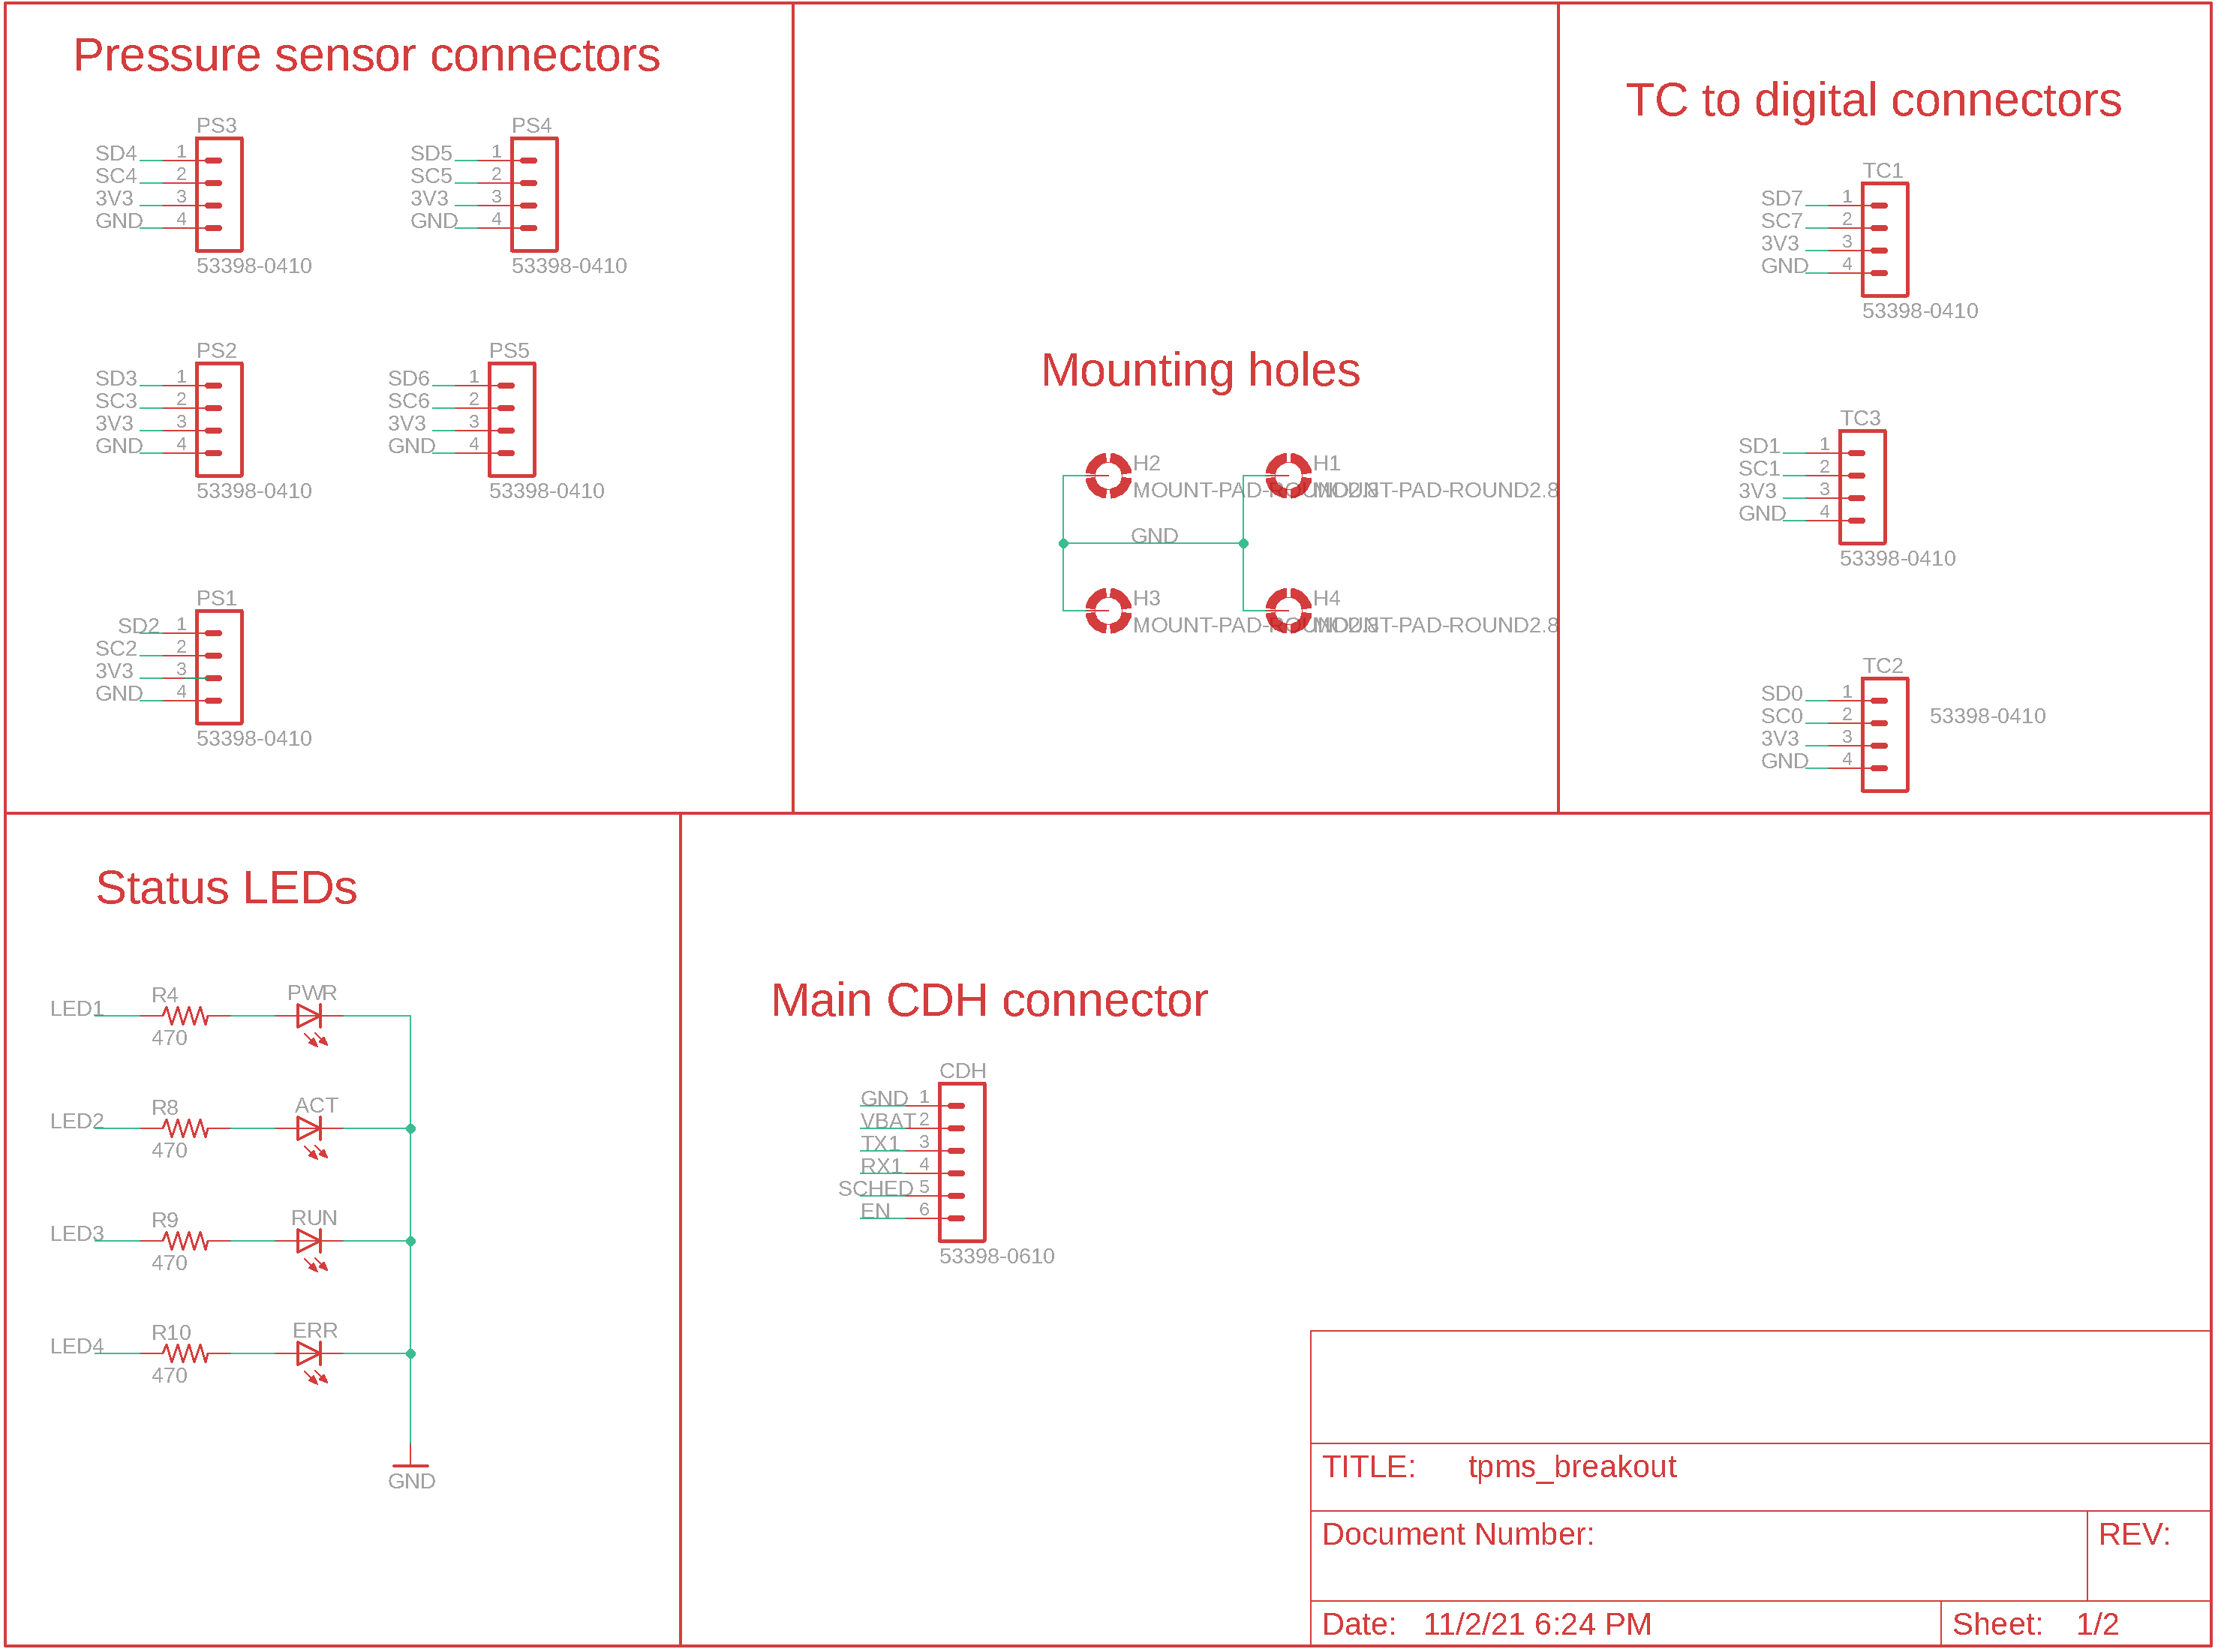 Pressure sensor connectors
PS3
SD4 1
SC4 2
3V3 3
GND 4
53398-0410
PS4
SD5 1
SC5 2
3V3 3
GND 4
53398-0410
PS2
SD3 1
SC3 2
3V3 3
GND 4
53398-0410
PS5
SD6 1
SC6 2
3V3 3
GND 4
53398-0410
PS1
SD2 1
SC2 2
3V3 3
GND 4
53398-0410
Mounting holes
H2
MOUNT-PAD-ROUND2.8
H1
MOUNT-PAD-ROUND2.8
GND
H3
MOUNT-PAD-ROUND2.8
H4
MOUNT-PAD-ROUND2.8
TC to digital connectors
TC1
SD7 1
SC7 2
3V3 3
GND 4
53398-0410
TC3
SD1 1
SC1 2
3V3 3
GND 4
53398-0410
TC2
SD0 1
SC0 2
3V3 3
GND 4
53398-0410
Status LEDs
LED1 R4 PWR
470
LED2 R8 ACT
470
LED3 R9 RUN
470
LED4 R10 ERR
470
GND
Main CDH connector
CDH
GND 1
VBAT 2
TX1 3
RX1 4
SCHED 5
EN 6
53398-0610
TITLE: tpms_breakout
Document Number:
REV:
Date: 11/2/21 6:24 PM
Sheet: 1/2